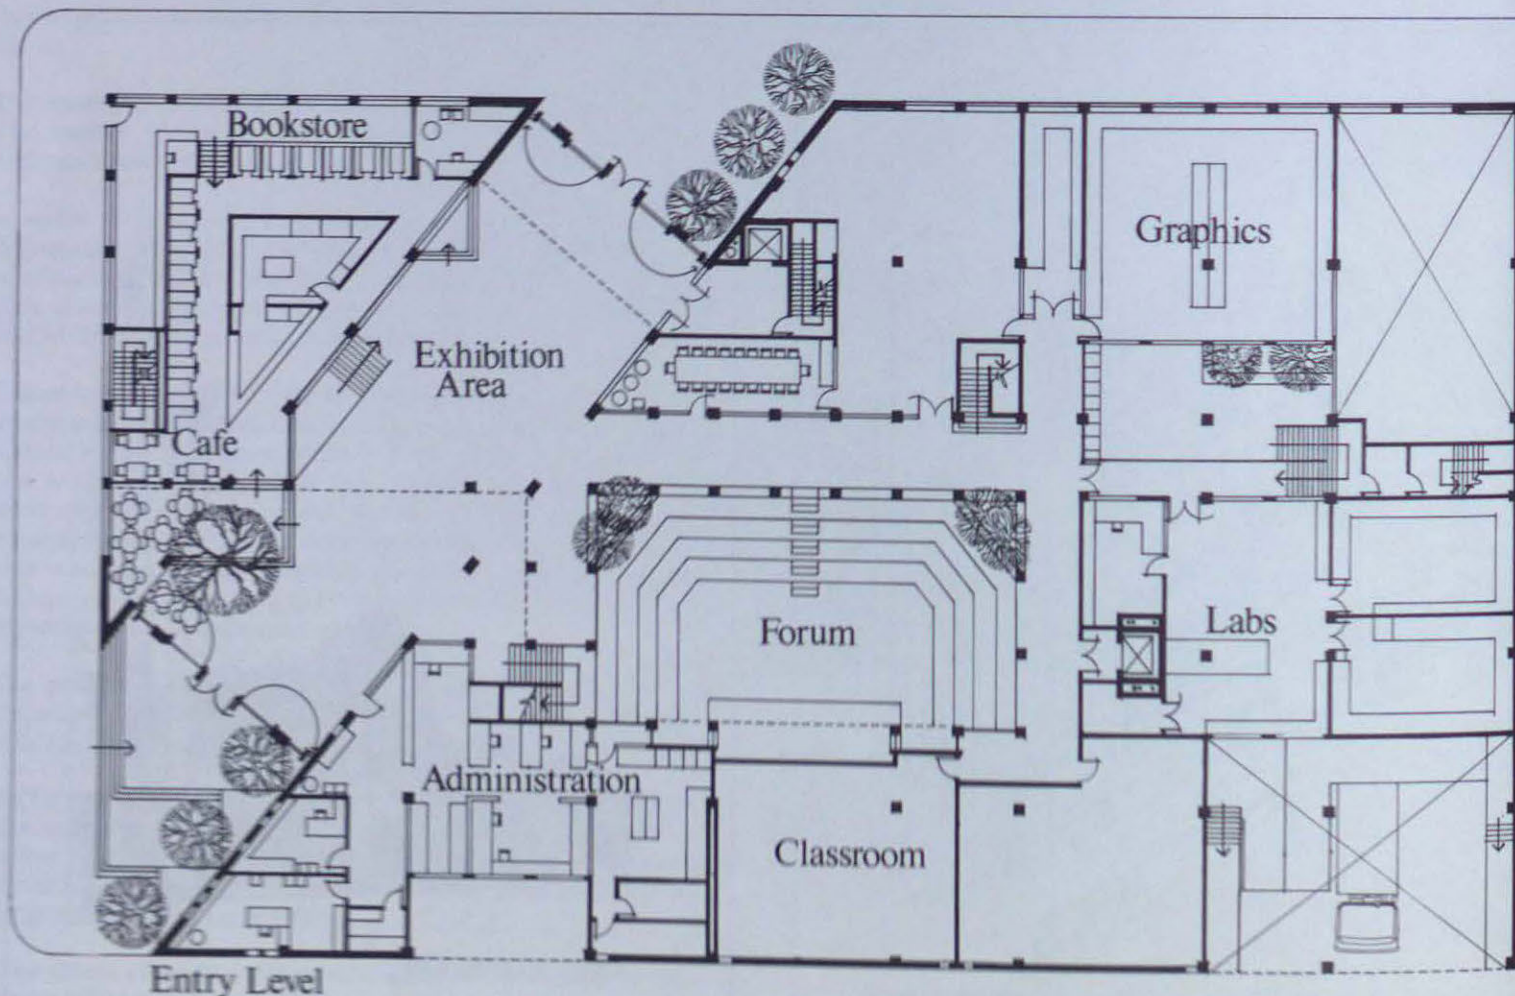 Bookstore
Graphics
Exhibition
Area
Cafe
Labs
Forum
Administration
Classroom
Entry Level